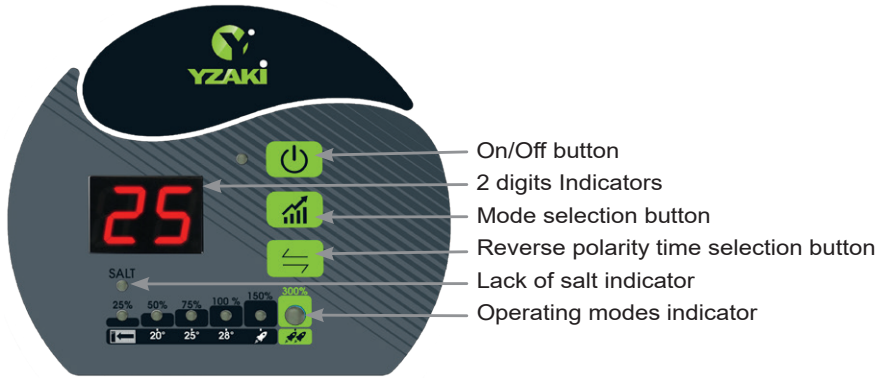 YZAKI
On/Off button
25
2 digits Indicators
Mode selection button
Reverse polarity time selection button
SALT
Lack of salt indicator
25% 50% 75% 100 % 150% 300%
Operating modes indicator
20° 25° 28°